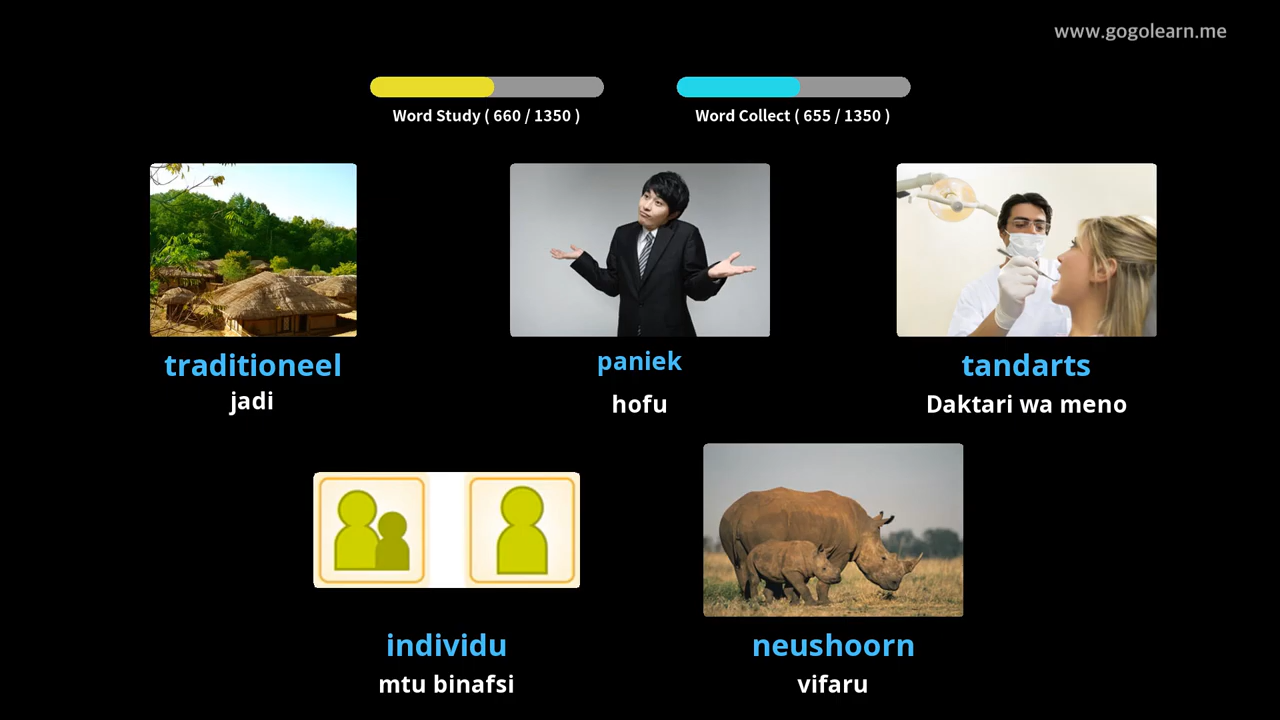 www.gogolearn.me
Word Study ( 660 / 1350 )
Word Collect ( 655 / 1350 )
traditioneel
jadi
paniek
hofu
tandarts
Daktari wa meno
individu
mtu binafsi
neushoorn
vifaru